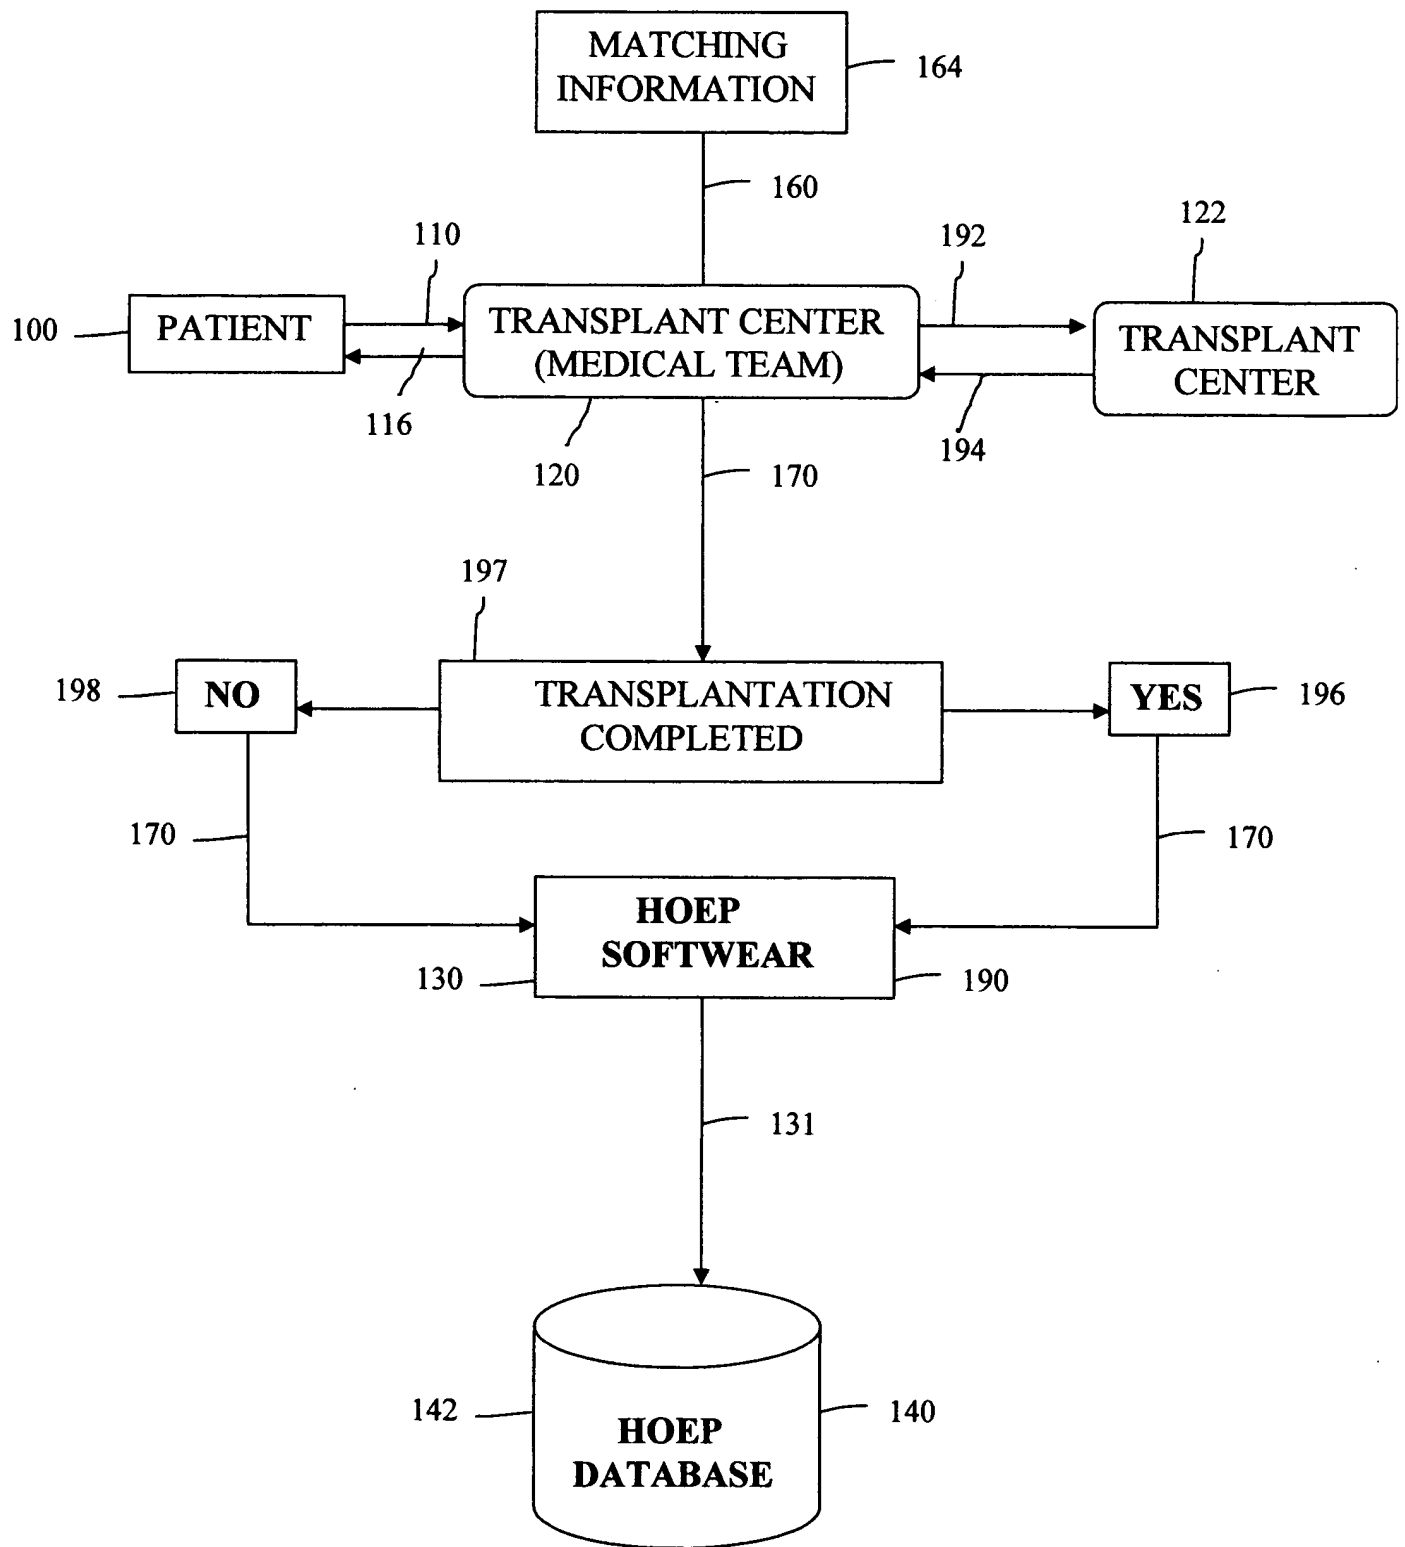 MATCHING
INFORMATION
164
160
110
192
122
100
PATIENT
TRANSPLANT CENTER
(MEDICAL TEAM)
TRANSPLANT
CENTER
116
120
170
194
197
198
NO
TRANSPLANTATION
COMPLETED
YES
196
170
170
HOEP
SOFTWEAR
130
190
131
142
140
HOEP
DATABASE